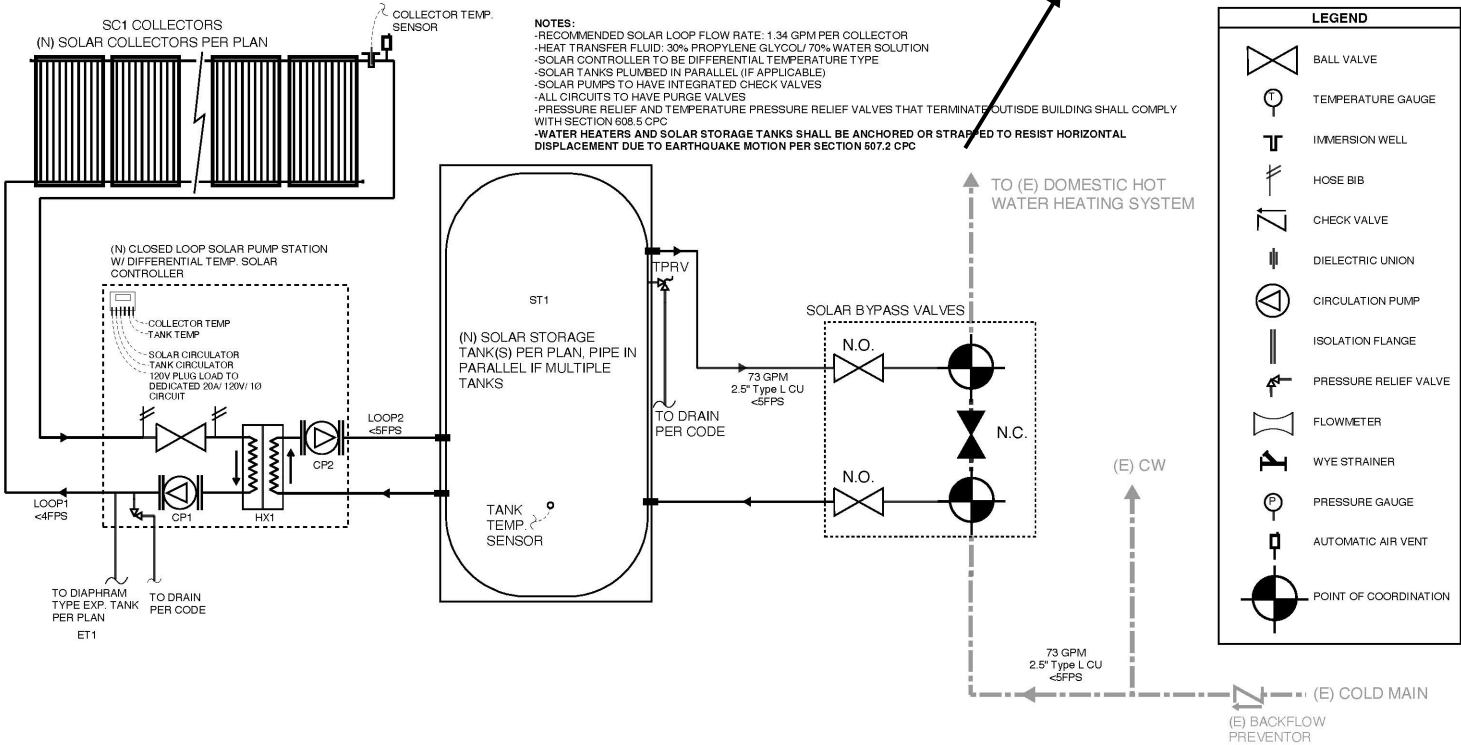 SC1 COLLECTORS
(N) SOLAR COLLECTORS PER PLAN
COLLECTOR TEMP.
SENSOR
NOTES:
-RECOMMENDED SOLAR LOOP FLOW RATE: 1.34 GPM PER COLLECTOR
-HEAT TRANSFER FLUID: 30% PROPYLENE GLYCOL/ 70% WATER SOLUTION
-SOLAR CONTROLLER TO BE DIFFERENTIAL TEMPERATURE TYPE
-SOLAR TANKS PLUMBED IN PARALLEL (IF APPLICABLE)
-SOLAR PUMPS TO HAVE INTEGRATED CHECK VALVES
-ALL CIRCUITS TO HAVE PURGE VALVES
-PRESSURE RELIEF AND TEMPERATURE PRESSURE RELIEF VALVES THAT TERMINATE OUTISDE BUILDING SHALL COMPLY
WITH SECTION 608.5 CPC
-WATER HEATERS AND SOLAR STORAGE TANKS SHALL BE ANCHORED OR STRAPPED TO RESIST HORIZONTAL
DISPLACEMENT DUE TO EARTHQUAKE MOTION PER SECTION 507.2 CPC
(N) CLOSED LOOP SOLAR PUMP STATION
W/ DIFFERENTIAL TEMP. SOLAR
CONTROLLER
COLLECTOR TEMP
TANK TEMP
SOLAR CIRCULATOR
TANK CIRCULATOR
120V PLUG LOAD TO
DEDICATED 20A/ 120V/ 1Ø
CIRCUIT
LOOP1
<4FPS
CP1
HX1
CP2
LOOP2
<5FPS
TO DIAPHRAM
TYPE EXP. TANK
PER PLAN
ET1
TO DRAIN
PER CODE
ST1
(N) SOLAR STORAGE
TANK(S) PER PLAN, PIPE IN
PARALLEL IF MULTIPLE
TANKS
TANK
TEMP.
SENSOR
TPRV
TO DRAIN
PER CODE
73 GPM
2.5" Type L CU
<5FPS
SOLAR BYPASS VALVES
N.O.
N.C.
N.O.
TO (E) DOMESTIC HOT
WATER HEATING SYSTEM
(E) CW
73 GPM
2.5" Type L CU
<5FPS
(E) COLD MAIN
(E) BACKFLOW
PREVENTOR
LEGEND
BALL VALVE
T
TEMPERATURE GAUGE
IMMERSION WELL
HOSE BIB
CHECK VALVE
DIELECTRIC UNION
CIRCULATION PUMP
ISOLATION FLANGE
PRESSURE RELIEF VALVE
FLOWMETER
WYE STRAINER
P
PRESSURE GAUGE
AUTOMATIC AIR VENT
POINT OF COORDINATION